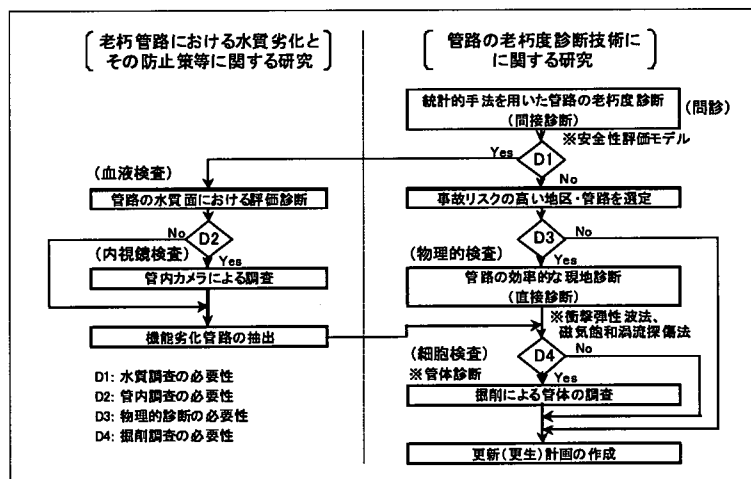 老朽管路における水質劣化と
その防止策等に関する研究
管路の老朽度診断技術に
に関する研究
統計的手法を用いた管路の老朽度診断
(間接診断)
(問診)
※安全性評価モデル
Yes
D1
No
(血液検査)
管路の水質面における評価診断
事故リスクの高い地区・管路を選定
No
D2
Yes
D3
No
Yes
(内視鏡検査)
(物理的検査)
管内カメラによる調査
管路の効率的な現地診断
(直接診断)
※衝撃弾性波法、
磁気飽和渦流探傷法
機能劣化管路の抽出
(細胞検査)
※管体診断
D4
No
Yes
掘削による管体の調査
D1: 水質調査の必要性
D2: 管内調査の必要性
D3: 物理的診断の必要性
D4: 掘削調査の必要性
更新(更生)計画の作成